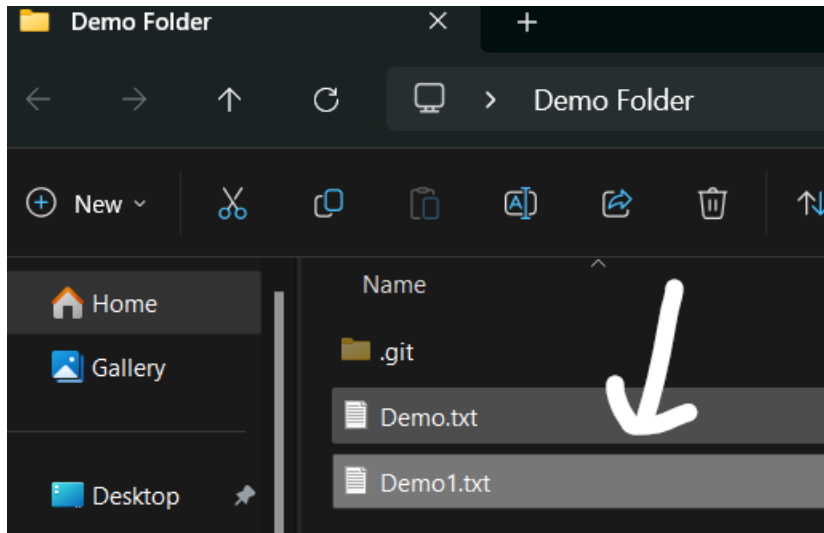 Demo Folder
Demo Folder
New
Name
Home
.git
Gallery
Demo.txt
Demo1.txt
Desktop